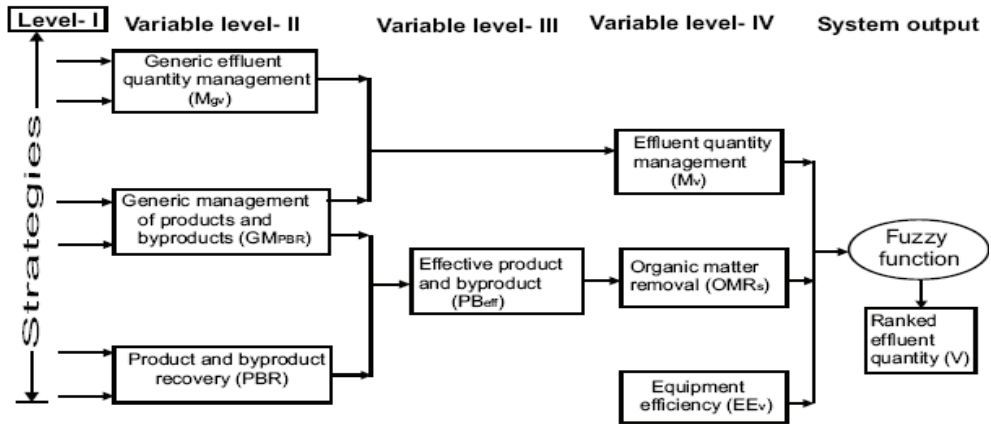 Level- I
Variable level- II
Variable level- III
Variable level- IV
System output
Strategies
Generic effluent
quantity management
(Mgv)
Generic management
of products and
byproducts (GMPBR)
Product and byproduct
recovery (PBR)
Effective product
and byproduct
(PBeff)
Effluent quantity
management
(Mv)
Organic matter
removal (OMRs)
Equipment
efficiency (EEv)
Fuzzy
function
Ranked
effluent
quantity (V)